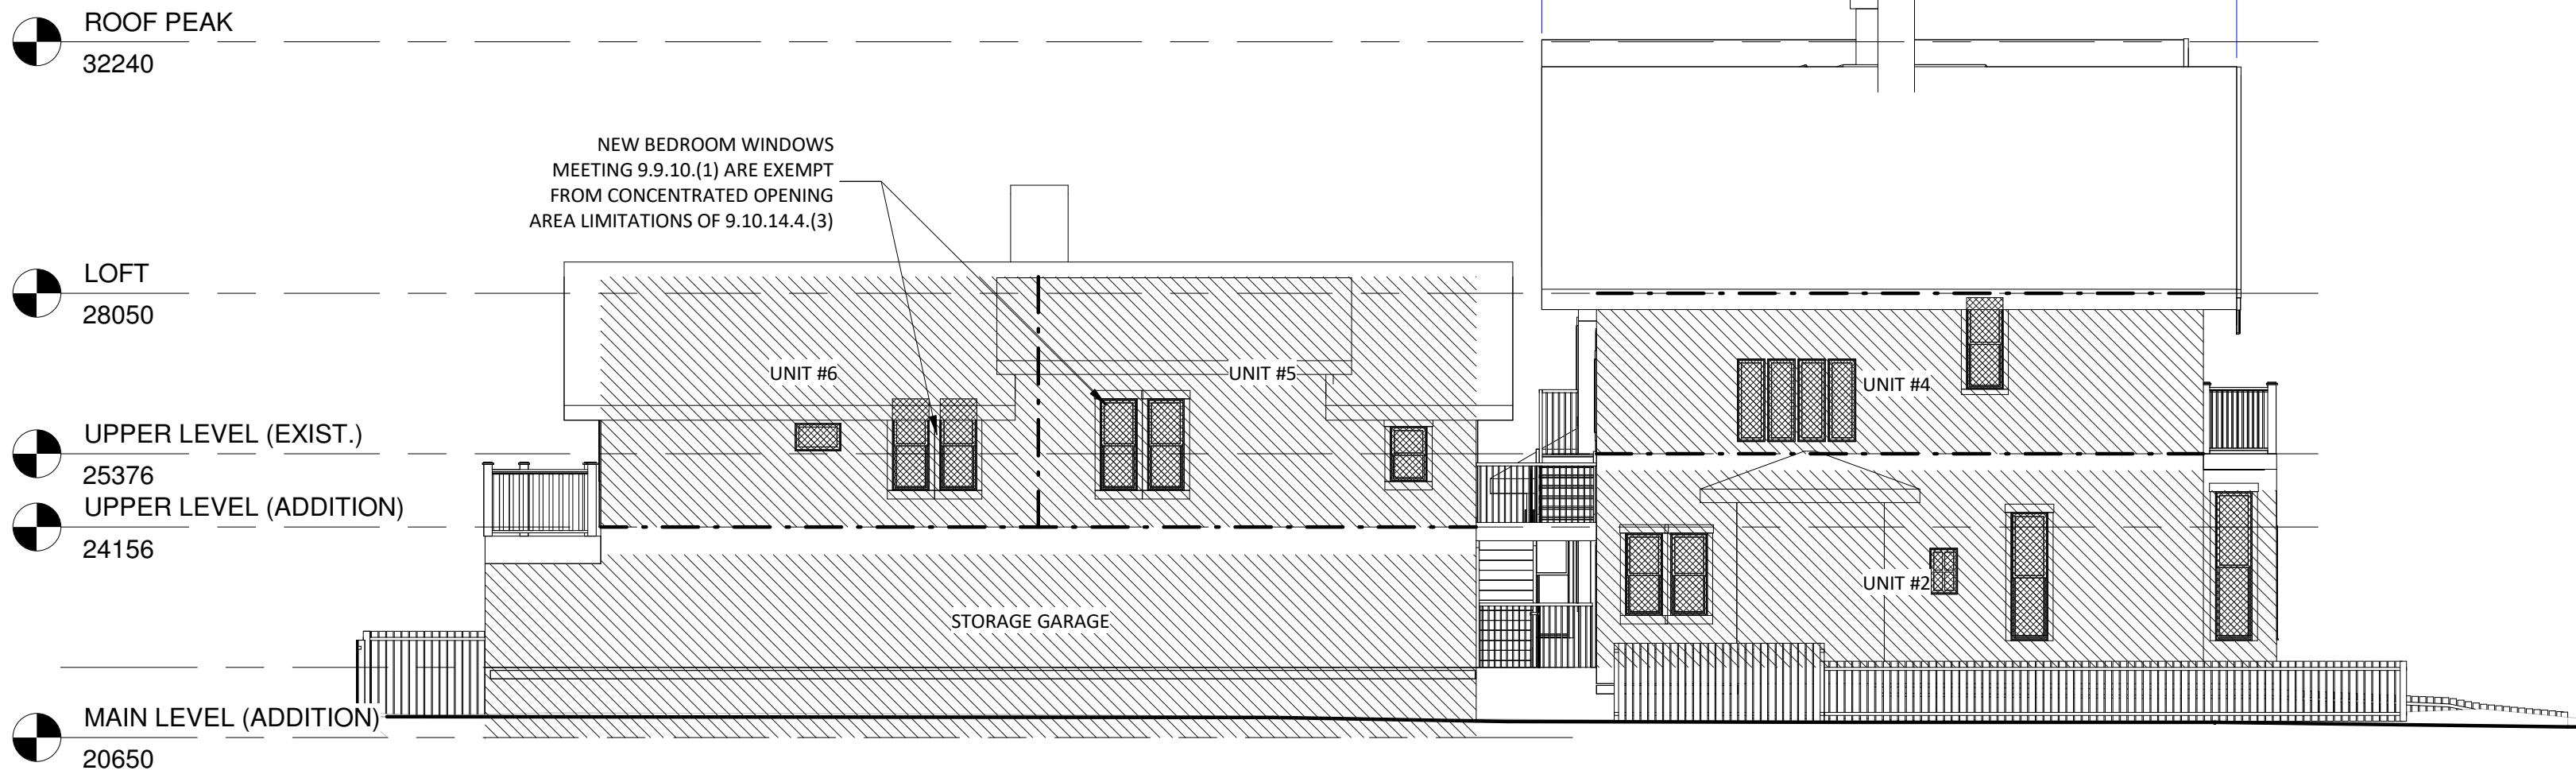 ROOF PEAK
32240
NEW BEDROOM WINDOWS
MEETING 9.9.10.(1) ARE EXEMPT
FROM CONCENTRATED OPENING
AREA LIMITATIONS OF 9.10.14.4.(3)
LOFT
28050
UNIT #6
UNIT #5
UNIT #4
UPPER LEVEL (EXIST.)
25376
UPPER LEVEL (ADDITION)
24156
UNIT #2
STORAGE GARAGE
MAIN LEVEL (ADDITION)
20650